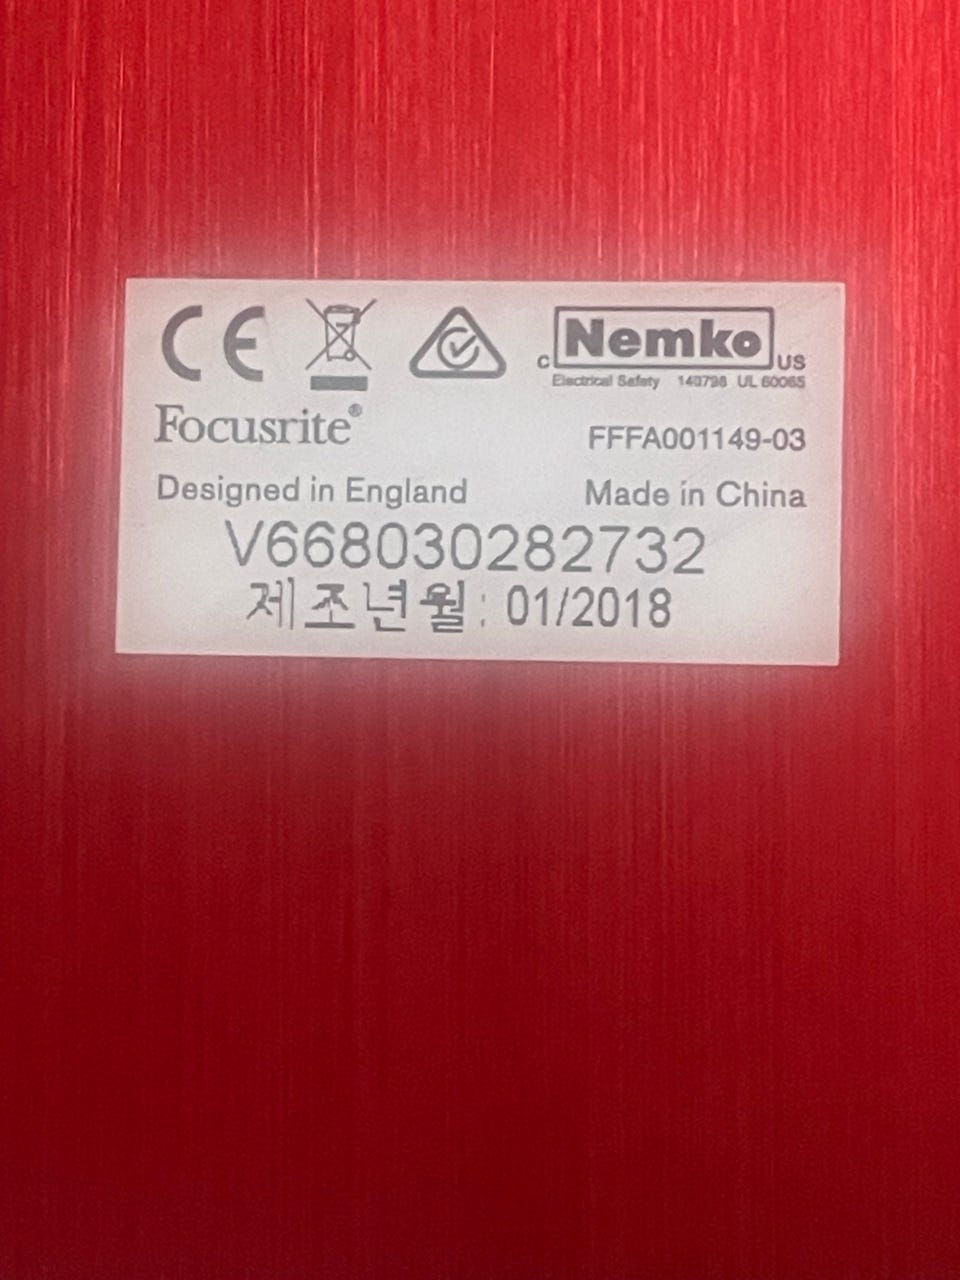 CE
c Nemko US
Electrical Safety 140798 UL 60065
Focusrite®
FFFA001149-03
Designed in England Made in China
V668030282732
제조년월: 01/2018